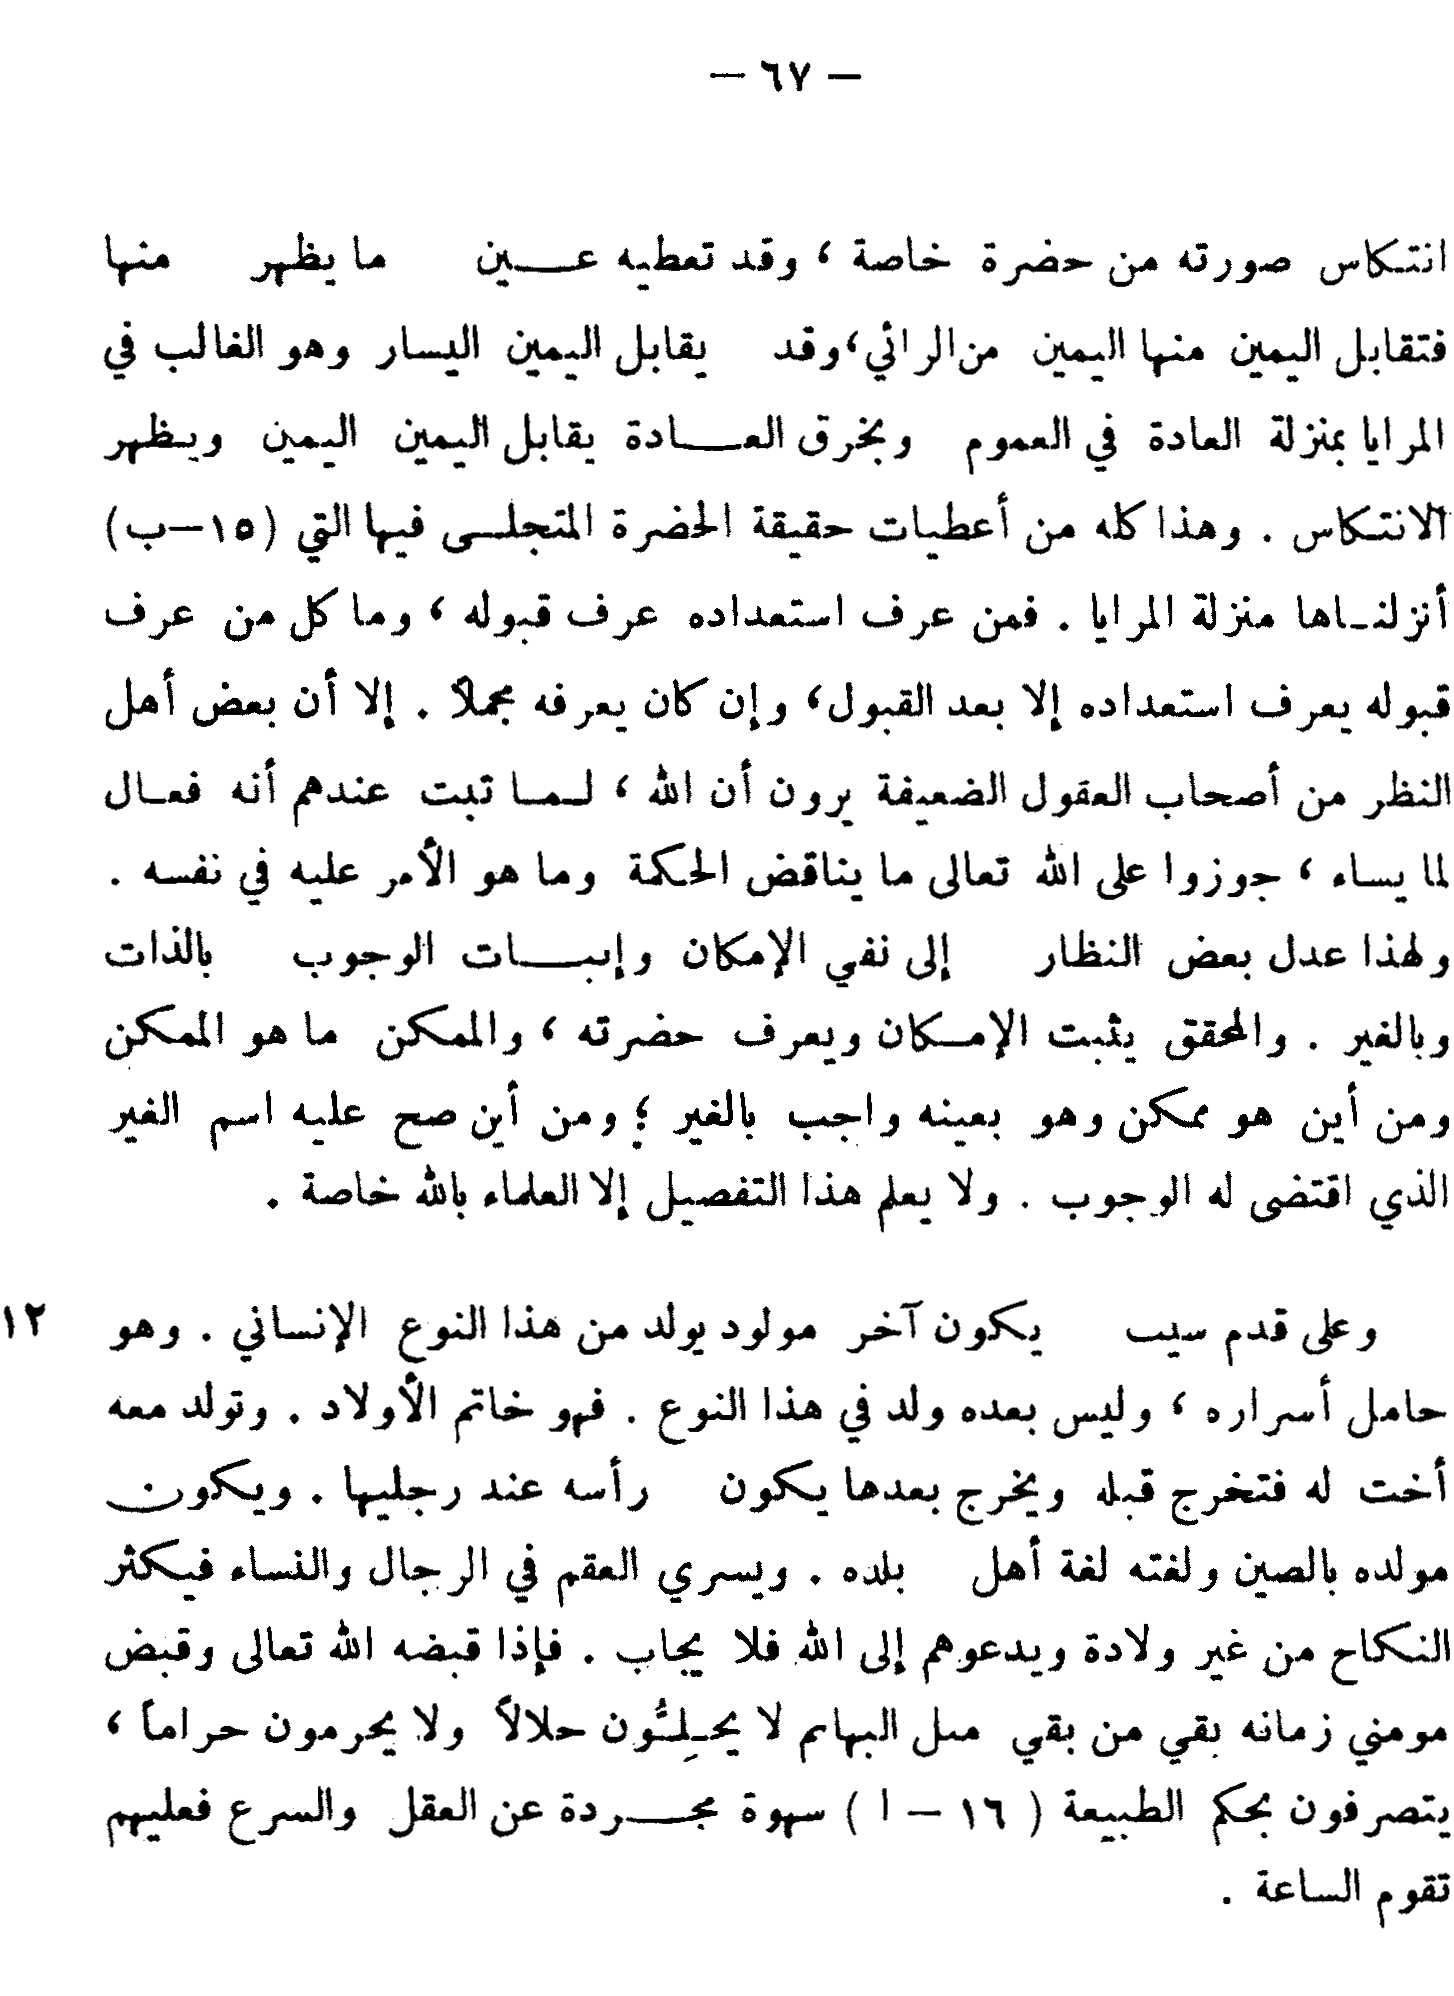 — ٦٧ —
انتكاس صورته من حضرة خاصة ، وقد تعطيه عين ما يظهر منها
فتقابل اليمين منها اليمين من الرائي ، وقد يقابل اليمين اليسار وهو الغالب في
المرايا بمنزلة العادة في العموم وبخرق العادة يقابل اليمين اليمين ويظهر
الانتكاس . وهذا كله من أعطيات حقيقة الحضرة المتجلى فيها التي (١٥–ب)
أنزلناها منزلة المرايا . فمن عرف استعداده عرف قبوله ، وما كل من عرف
قبوله يعرف استعداده إلا بعد القبول ، وإن كان يعرفه مجملاً . إلا أن بعض أهل
النظر من أصحاب العقول الضعيفة يرون أن الله ، لما ثبت عندهم أنه فعال
لما يشاء ، جوزوا على الله تعالى ما يناقض الحكمة وما هو الأمر عليه في نفسه .
ولهذا عدل بعض النظار إلى نفي الإمكان وإثبات الوجوب بالذات
وبالغير . والمحقق يثبت الإمكان ويعرف حضرته ، والممكن ما هو الممكن
ومن أين هو ممكن وهو بعينه واجب بالغير ؛ ومن أين صح عليه اسم الغير
الذي اقتضى له الوجوب . ولا يعلم هذا التفصيل إلا العلماء بالله خاصة .
وعلى قدم شيث يكون آخر مولود يولد من هذا النوع الإنساني . وهو ١٢
حامل أسراره ، وليس بعده ولد في هذا النوع . فهو خاتم الأولاد . وتولد معه
أخت له فتخرج قبله ويخرج بعدها يكون رأسه عند رجليها . ويكون
مولده بالصين ولغته لغة أهل بلده . ويسري العقم في الرجال والنساء فيكثر
النكاح من غير ولادة ويدعوهم إلى الله فلا يجاب . فإذا قبضه الله تعالى وقبض
مومني زمانه بقي من بقي مثل البهائم لا يحِلُّون حلالاً ولا يحرمون حراماً ،
يتصرفون بحكم الطبيعة ( ١٦ – ا ) شهوة مجردة عن العقل والشرع فعليهم
تقوم الساعة .